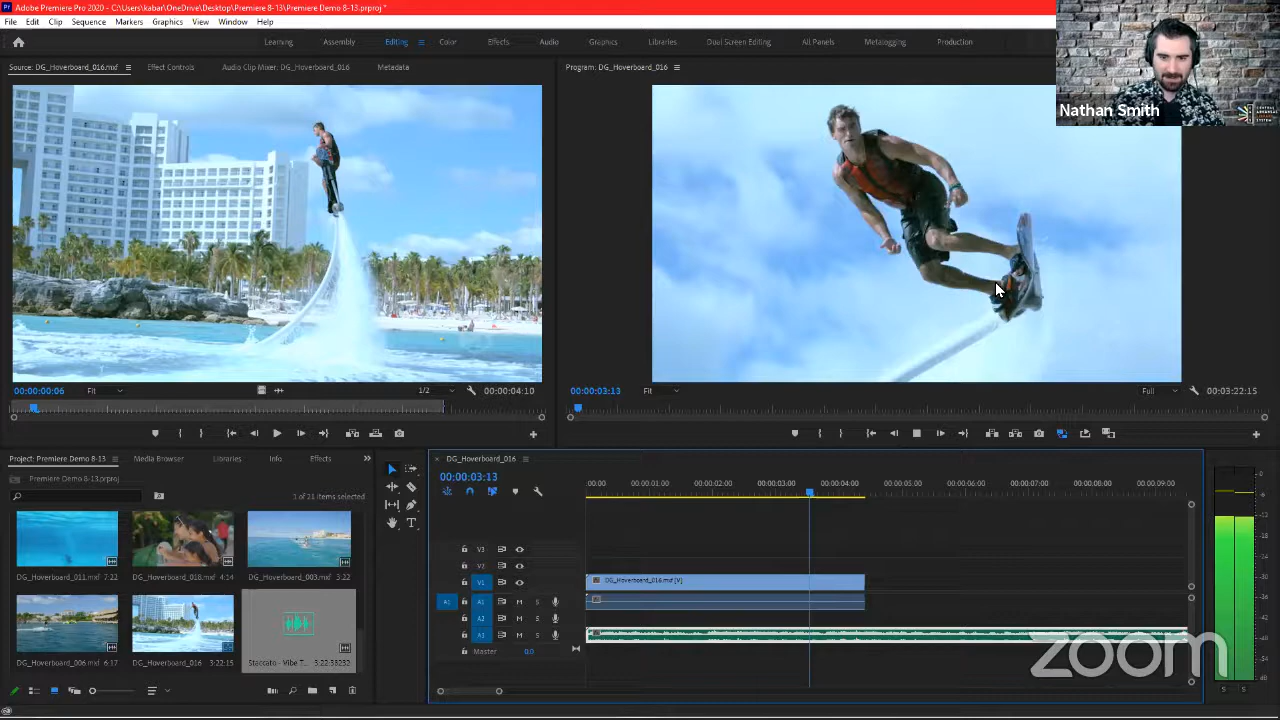 Adobe Premiere Pro 2020 - C:\Users\kabar\OneDrive\Desktop\Premiere 8-13\Premiere Demo 8-13.prproj *
File Edit Clip Sequence Markers Graphics View Window Help
Learning Assembly Editing Color Effects Audio Graphics Libraries Dual Screen Editing All Panels Metalogging Production
Nathan Smith
Source: DG_Hoverboard_016.mxf Effect Controls Audio Clip Mixer: DG_Hoverboard_016 Metadata
Program: DG_Hoverboard_016
00:00:00:06 Fit 1/2 00:00:04:10
00:00:03:13 Fit Full 00:03:22:15
Project: Premiere Demo 8-13 Media Browser Libraries Info Effects
Premiere Demo 8-13.prproj
1 of 21 items selected
DG_Hoverboard_011.mxf 7:22
DG_Hoverboard_018.mxf 4:14
DG_Hoverboard_003.mxf 3:22
DG_Hoverboard_006.mxf 6:17
DG_Hoverboard_016 3:22:15
Staccato - Vibe T... 3:22:38232
DG_Hoverboard_016
00:00:03:13
:00:00 00:00:01:00 00:00:02:00 00:00:03:00 00:00:04:00 00:00:05:00 00:00:06:00 00:00:07:00 00:00:08:00 00:00:09:00
V3
V2
V1 DG_Hoverboard_016.mxf [V]
A1 A1 M S
A2 M S
A3 M S
Master 0.0
zoom
S S